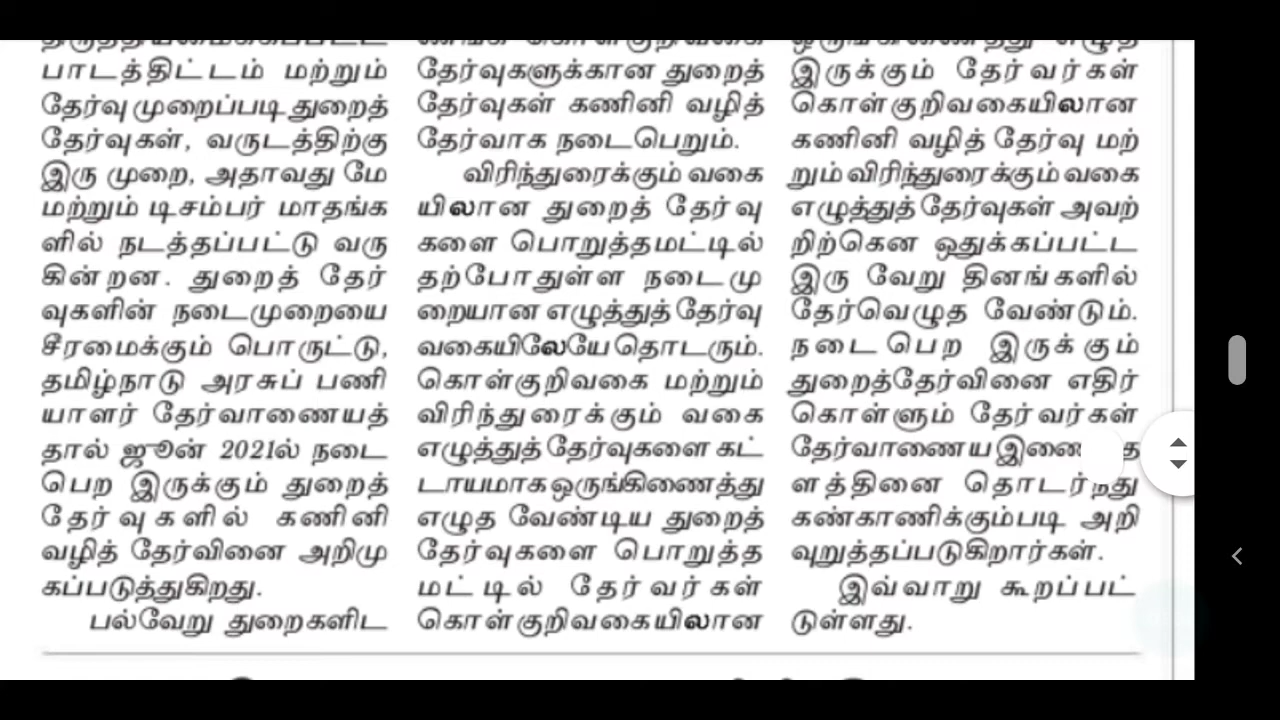 பாடத்திட்டம் மற்றும்
தேர்வு முறைப்படி துறைத்
தேர்வுகள், வருடத்திற்கு
இரு முறை, அதாவது மே
மற்றும் டிசம்பர் மாதங்க
ளில் நடத்தப்பட்டு வரு
கின்றன. துறைத் தேர்
வுகளின் நடைமுறையை
சீரமைக்கும் பொருட்டு,
தமிழ்நாடு அரசுப் பணி
யாளர் தேர்வாணையத்
தால் ஜூன் 2021ல் நடை
பெற இருக்கும் துறைத்
தேர்வுகளில் கணினி
வழித் தேர்வினை அறிமு
கப்படுத்துகிறது.
பல்வேறு துறைகளிட
தேர்வுகளுக்கான துறைத்
தேர்வுகள் கணினி வழித்
தேர்வாக நடைபெறும்.
விரிந்துரைக்கும் வகை
யிலான துறைத் தேர்வு
களை பொறுத்தமட்டில்
தற்போதுள்ள நடைமு
றையான எழுத்துத் தேர்வு
வகையிலேயே தொடரும்.
கொள்குறிவகை மற்றும்
விரிந்துரைக்கும் வகை
எழுத்துத் தேர்வுகளை கட்
டாயமாக ஒருங்கிணைத்து
எழுத வேண்டிய துறைத்
தேர்வுகளை பொறுத்த
மட்டில் தேர்வர்கள்
கொள்குறிவகையிலான
இருக்கும் தேர்வர்கள்
கொள்குறிவகையிலான
கணினி வழித் தேர்வு மற்
றும் விரிந்துரைக்கும் வகை
எழுத்துத் தேர்வுகள் அவற்
றிற்கென ஒதுக்கப்பட்ட
இரு வேறு தினங்களில்
தேர்வெழுத வேண்டும்.
நடைபெற இருக்கும்
துறைத்தேர்வினை எதிர்
கொள்ளும் தேர்வர்கள்
தேர்வாணைய
ளத்தினை தொடர்ந்து
கண்காணிக்கும்படி அறி
வுறுத்தப்படுகிறார்கள்.
இவ்வாறு கூறப்பட்
டுள்ளது.